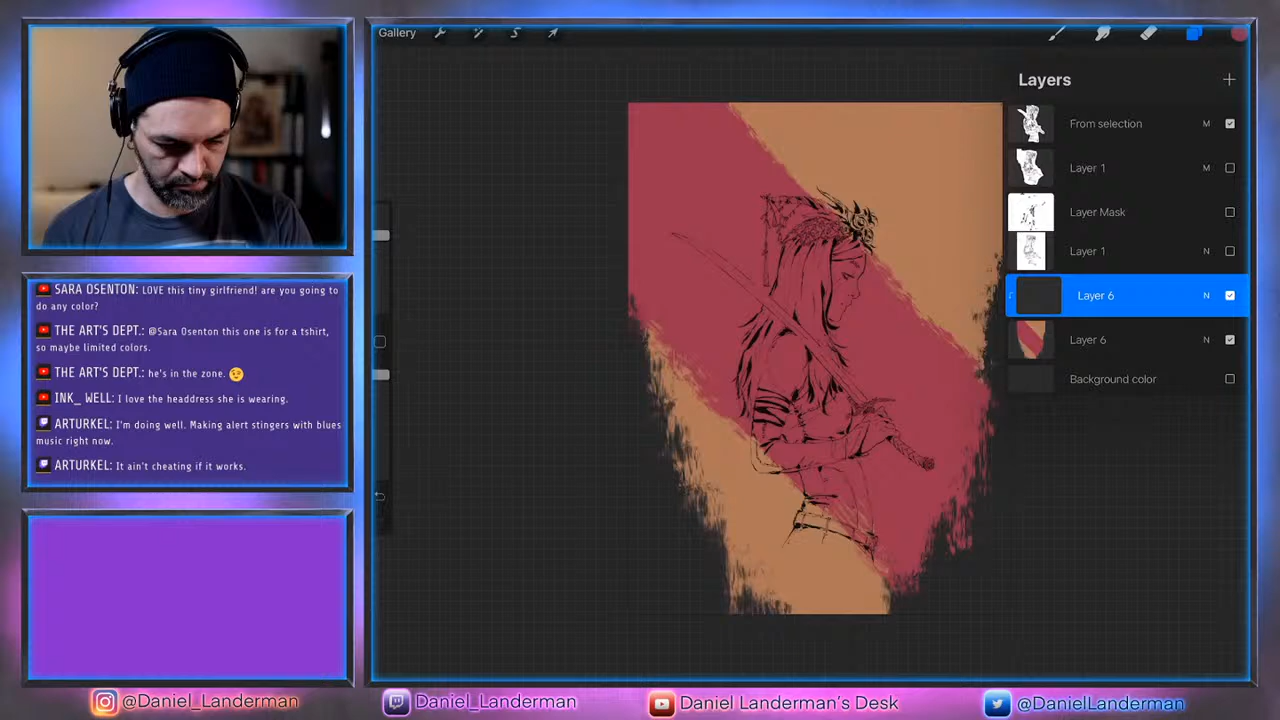 Gallery
Layers
From selection M
Layer 1 M
Layer Mask
Layer 1 N
Layer 6 N
Layer 6 N
Background color
SARA OSENTON: LOVE this tiny girlfriend! are you going to
do any color?
THE ART'S DEPT.: @Sara Osenton this one is for a tshirt,
so maybe limited colors.
THE ART'S DEPT.: he's in the zone. 😉
INK_ WELL: I love the headdress she is wearing.
ARTURKEL: I'm doing well. Making alert stingers with blues
music right now.
ARTURKEL: It ain't cheating if it works.
@Daniel_Landerman
Daniel_Landerman
Daniel Landerman's Desk
@DanielLanderman